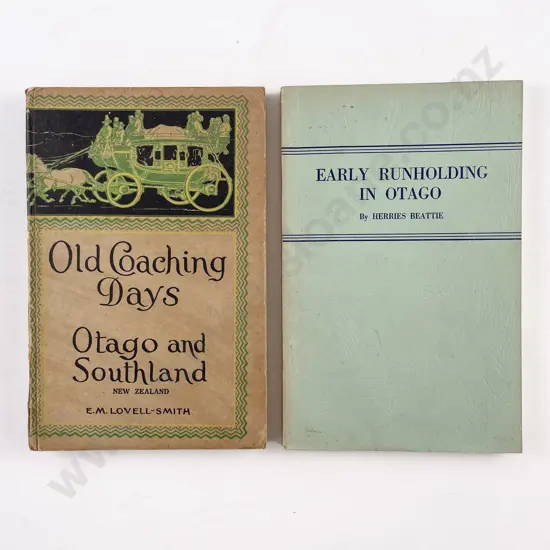 Old Coaching
Days
Otago and
Southland
NEW ZEALAND
E.M. LOVELL-SMITH
EARLY RUNHOLDING
IN OTAGO
By HERRIES BEATTIE